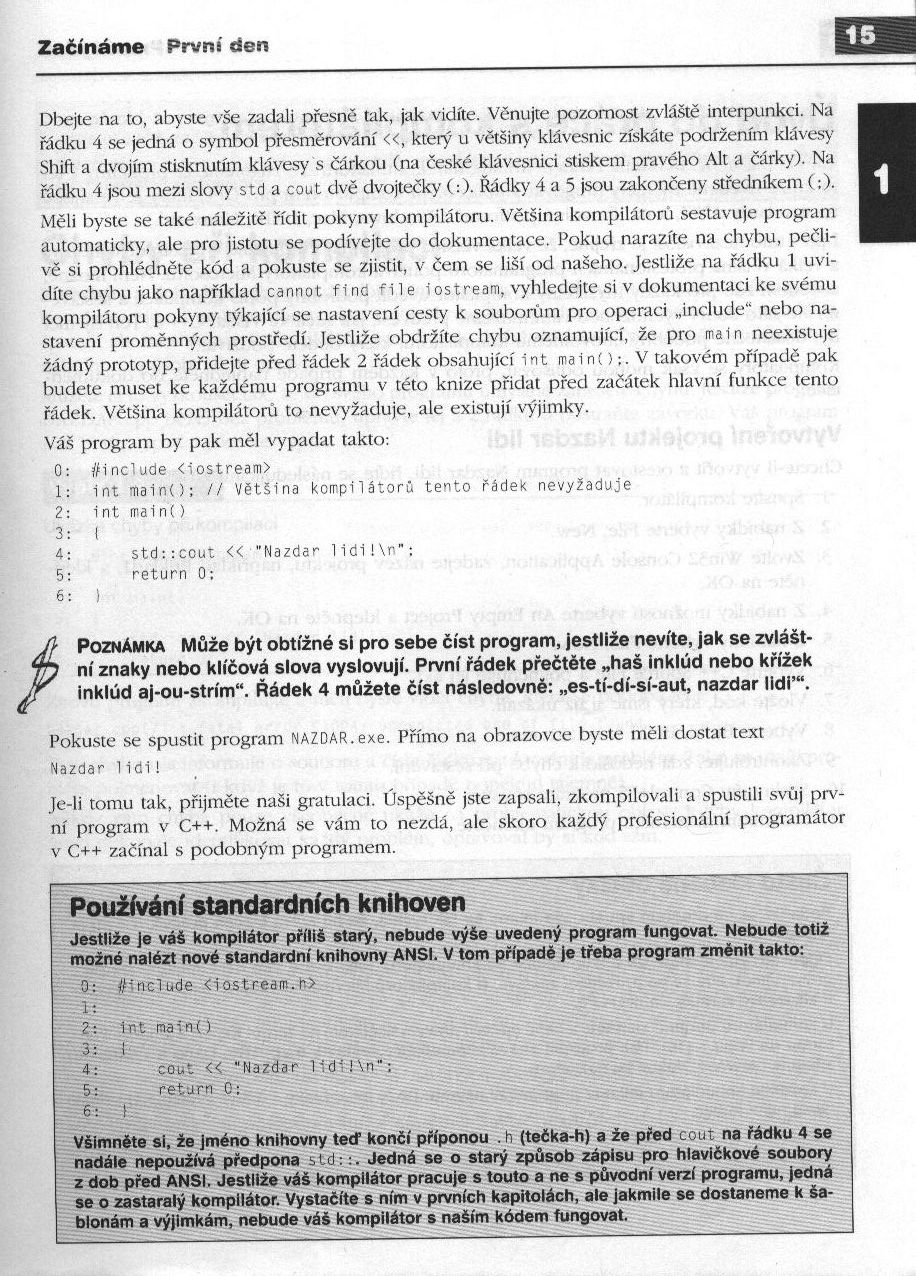 Začínáme První den
15
Dbejte na to, abyste vše zadali přesně tak, jak vidíte. Věnujte pozornost zvláště interpunkci. Na
řádku 4 se jedná o symbol přesměrování <<, který u většiny klávesnic získáte podržením klávesy
Shift a dvojím stisknutím klávesy s čárkou (na české klávesnici stiskem pravého Alt a čárky). Na
řádku 4 jsou mezi slovy std a cout dvě dvojtečky (:). Řádky 4 a 5 jsou zakončeny středníkem (;).
1
Měli byste se také náležitě řídit pokyny kompilátoru. Většina kompilátorů sestavuje program
automaticky, ale pro jistotu se podívejte do dokumentace. Pokud narazíte na chybu, pečli-
vě si prohlédněte kód a pokuste se zjistit, v čem se liší od našeho. Jestliže na řádku 1 uvi-
díte chybu jako například cannot find file iostream, vyhledejte si v dokumentaci ke svému
kompilátoru pokyny týkající se nastavení cesty k souborům pro operaci „include“ nebo na-
stavení proměnných prostředí. Jestliže obdržíte chybu oznamující, že pro main neexistuje
žádný prototyp, přidejte před řádek 2 řádek obsahující int main();. V takovém případě pak
budete muset ke každému programu v této knize přidat před začátek hlavní funkce tento
řádek. Většina kompilátorů to nevyžaduje, ale existují výjimky.
Váš program by pak měl vypadat takto:
0: #include <iostream>
1: int main(); // Většina kompilátorů tento řádek nevyžaduje
2: int main()
3: {
4: std::cout << "Nazdar lidi!\n";
5: return 0;
6: }
POZNÁMKA Může být obtížné si pro sebe číst program, jestliže nevíte, jak se zvlášt-
ní znaky nebo klíčová slova vyslovují. První řádek přečtěte „haš inklúd nebo křížek
inklúd aj-ou-strím“. Řádek 4 můžete číst následovně: „es-tí-dí-sí-aut, nazdar lidi’“.
Pokuste se spustit program NAZDAR.exe. Přímo na obrazovce byste měli dostat text
Nazdar lidi!
Je-li tomu tak, přijměte naši gratulaci. Úspěšně jste zapsali, zkompilovali a spustili svůj prv-
ní program v C++. Možná se vám to nezdá, ale skoro každý profesionální programátor
v C++ začínal s podobným programem.
Používání standardních knihoven
Jestliže je váš kompilátor příliš starý, nebude výše uvedený program fungovat. Nebude totiž
možné nalézt nové standardní knihovny ANSI. V tom případě je třeba program změnit takto:
0: #include <iostream.h>
1:
2: int main()
3: {
4: cout << "Nazdar lidi!\n";
5: return 0;
6: }
Všimněte si, že jméno knihovny teď končí příponou .h (tečka-h) a že před cout na řádku 4 se
nadále nepoužívá předpona std::. Jedná se o starý způsob zápisu pro hlavičkové soubory
z dob před ANSI. Jestliže váš kompilátor pracuje s touto a ne s původní verzí programu, jedná
se o zastaralý kompilátor. Vystačíte s ním v prvních kapitolách, ale jakmile se dostaneme k ša-
blonám a výjimkám, nebude váš kompilátor s naším kódem fungovat.